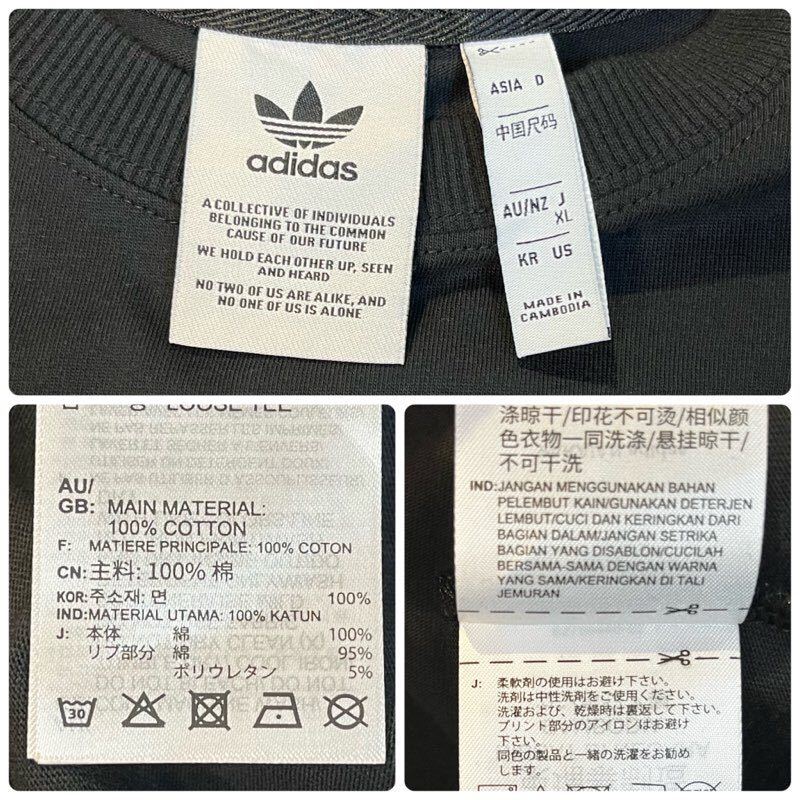 adidas
A COLLECTIVE OF INDIVIDUALS
BELONGING TO THE COMMON
CAUSE OF OUR FUTURE
WE HOLD EACH OTHER UP, SEEN
AND HEARD
NO TWO OF US ARE ALIKE, AND
NO ONE OF US IS ALONE
ASIA D
中国尺码
AU/NZ J
XL
KR US
MADE IN
CAMBODIA
LOOSE TEE
AU/
GB: MAIN MATERIAL:
100% COTTON
F: MATIERE PRINCIPALE: 100% COTON
CN: 主料: 100% 棉
KOR: 주소재: 면 100%
IND: MATERIAL UTAMA: 100% KATUN
J: 本体 綿 100%
リブ部分 綿 95%
ポリウレタン 5%
30
涤晾干/印花不可烫/相似颜
色衣物一同洗涤/悬挂晾干/
不可干洗
IND: JANGAN MENGGUNAKAN BAHAN
PELEMBUT KAIN/GUNAKAN DETERJEN
LEMBUT/CUCI DAN KERINGKAN DARI
BAGIAN DALAM/JANGAN SETRIKA
BAGIAN YANG DISABLON/CUCILAH
BERSAMA-SAMA DENGAN WARNA
YANG SAMA/KERINGKAN DI TALI
JEMURAN
J: 柔軟剤の使用はお避け下さい。
洗剤は中性洗剤をご使用ください。
洗濯および、乾燥時は裏返して下さい。
プリント部分のアイロンはお避け
下さい。
同色の製品と一緒の洗濯をお勧め
します。